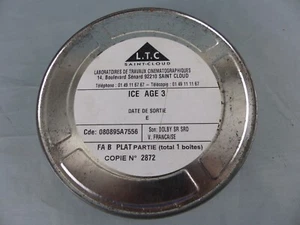 L.T.C
SAINT-CLOUD
LABORATOIRES DE TRAVAUX CINEMATOGRAPHIQUES
14, Boulevard Sénard 92210 SAINT CLOUD
Téléphone : 01 49 11 67 67 — Télécopie : 01 49 11 11 67
ICE AGE 3
DATE DE SORTIE
E
Cde: 080895A7556
Son: DOLBY SR SRD
V. FRANCAISE
FA B PLAT PARTIE (total 1 boîtes)
COPIE N° 2872